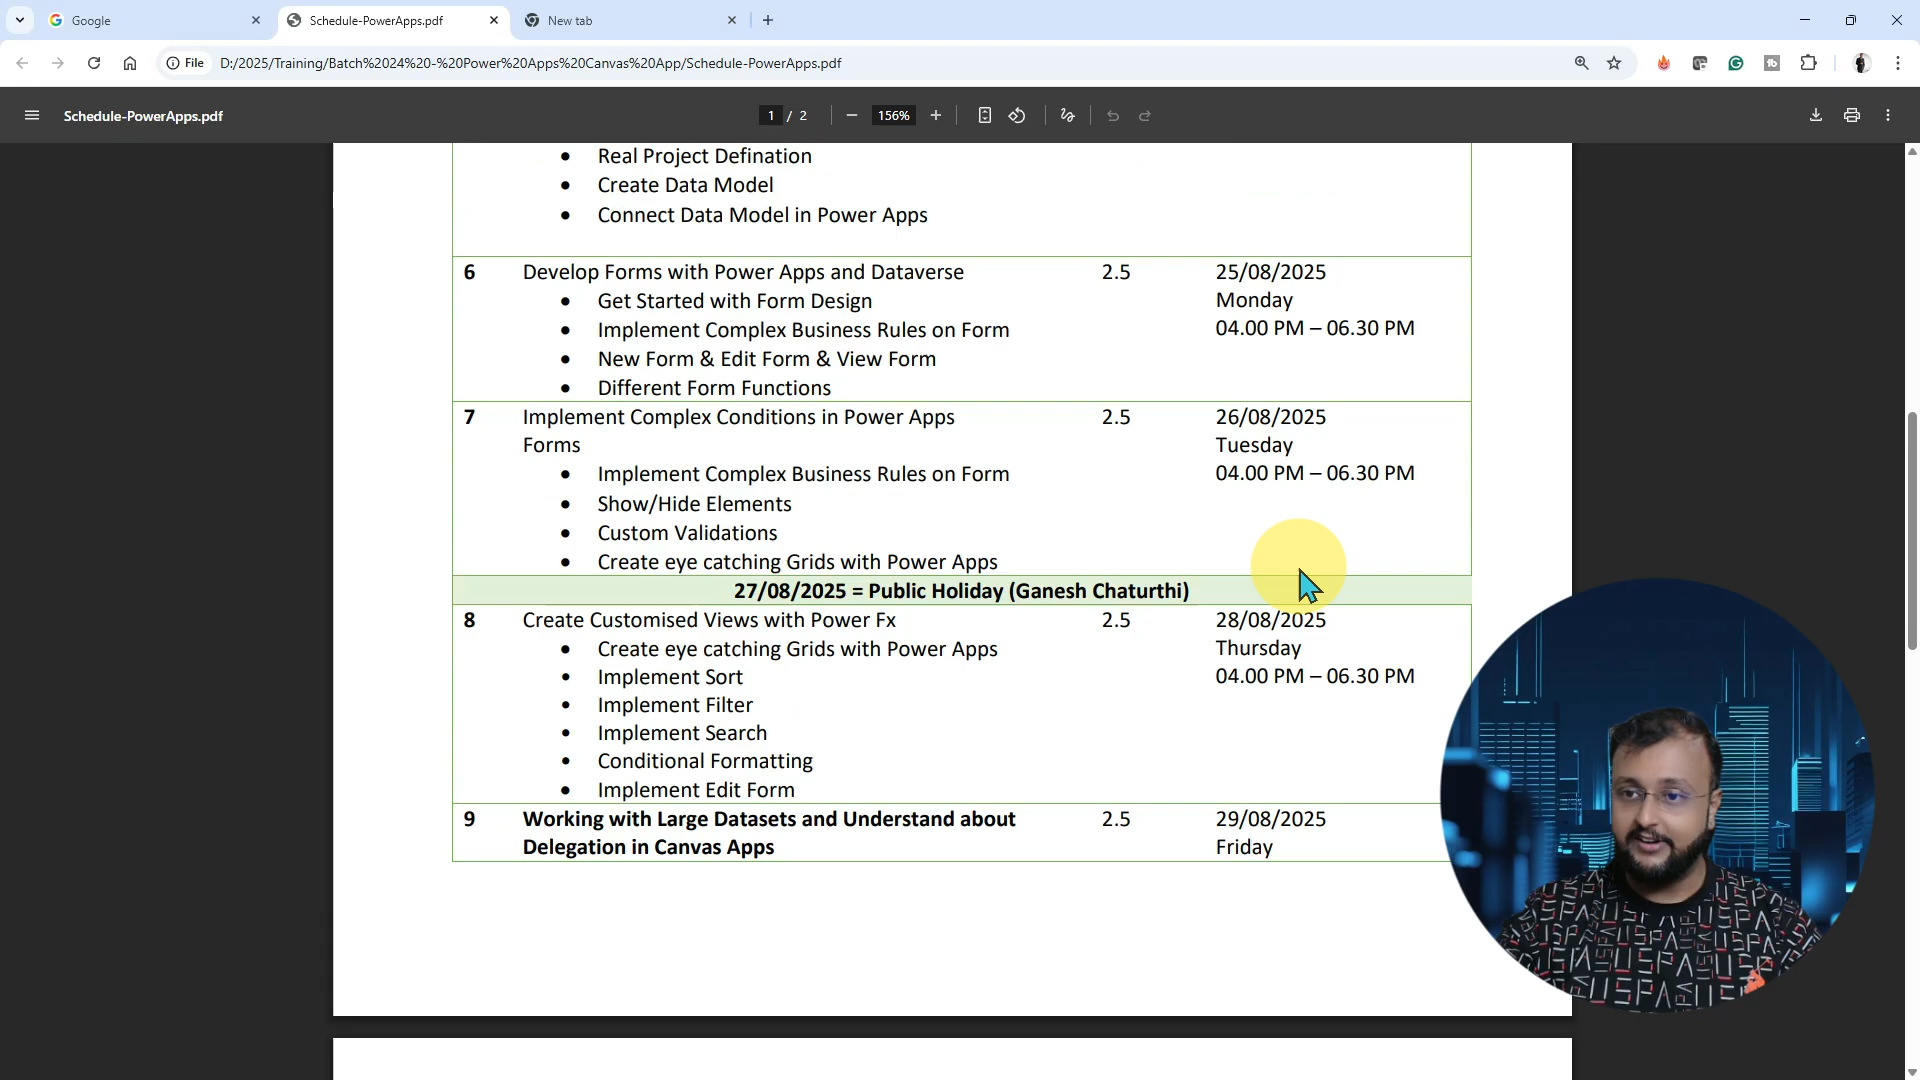 Google
Schedule-PowerApps.pdf
New tab
File
D:/2025/Training/Batch%2024%20-%20Power%20Apps%20Canvas%20App/Schedule-PowerApps.pdf
Schedule-PowerApps.pdf
1 / 2
156%
• Real Project Defination
• Create Data Model
• Connect Data Model in Power Apps
6 Develop Forms with Power Apps and Dataverse 2.5 25/08/2025
• Get Started with Form Design Monday
• Implement Complex Business Rules on Form 04.00 PM – 06.30 PM
• New Form & Edit Form & View Form
• Different Form Functions
7 Implement Complex Conditions in Power Apps 2.5 26/08/2025
Forms Tuesday
• Implement Complex Business Rules on Form 04.00 PM – 06.30 PM
• Show/Hide Elements
• Custom Validations
• Create eye catching Grids with Power Apps
27/08/2025 = Public Holiday (Ganesh Chaturthi)
8 Create Customised Views with Power Fx 2.5 28/08/2025
• Create eye catching Grids with Power Apps Thursday
• Implement Sort 04.00 PM – 06.30 PM
• Implement Filter
• Implement Search
• Conditional Formatting
• Implement Edit Form
9 Working with Large Datasets and Understand about 2.5 29/08/2025
Delegation in Canvas Apps Friday